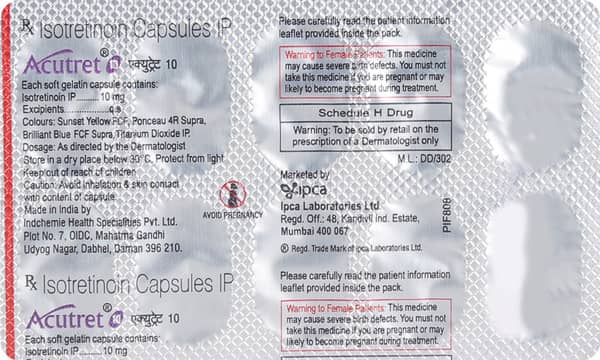 Rx Isotretinoin Capsules IP
Acutret® एक्युट्रेट 10
Each soft gelatin capsule contains:
Isotretinoin IP.......... 10 mg
Excipients...................q.s
Colours: Sunset Yellow FCF, Ponceau 4R Supra,
Brilliant Blue FCF Supra, Titanium Dioxide IP.
Dosage: As directed by the Dermatologist
Store in a dry place below 30°C. Protect from light
Keep out of reach of children
Caution: Avoid inhalation & skin contact
with content of capsule
Made in India by
Indchemie Health Specialities Pvt. Ltd.
Plot No. 7, OIDC, Mahatma Gandhi
Udyog Nagar, Dabhel, Daman 396 210.
AVOID PREGNANCY
Rx Isotretinoin Capsules IP
Acutret® एक्युट्रेट 10
Each soft gelatin capsule contains:
Isotretinoin IP.......... 10 mg
Please carefully read the patient information
leaflet provided inside the pack.
Warning to Female Patients: This medicine
may cause severe birth defects. You must not
take this medicine if you are pregnant or may
likely to become pregnant during treatment.
Schedule H Drug
Warning: To be sold by retail on the
prescription of a Dermatologist only
M.L.: DD/302
Marketed by
ipca
Ipca Laboratories Ltd.
Regd. Off.: 48, Kandivli Ind. Estate,
Mumbai 400 067
® Regd. Trade Mark of Ipca Laboratories Ltd.
PIF808
Please carefully read the patient information
leaflet provided inside the pack.
Warning to Female Patients: This medicine
may cause severe birth defects. You must not
take this medicine if you are pregnant or may
likely to become pregnant during treatment.